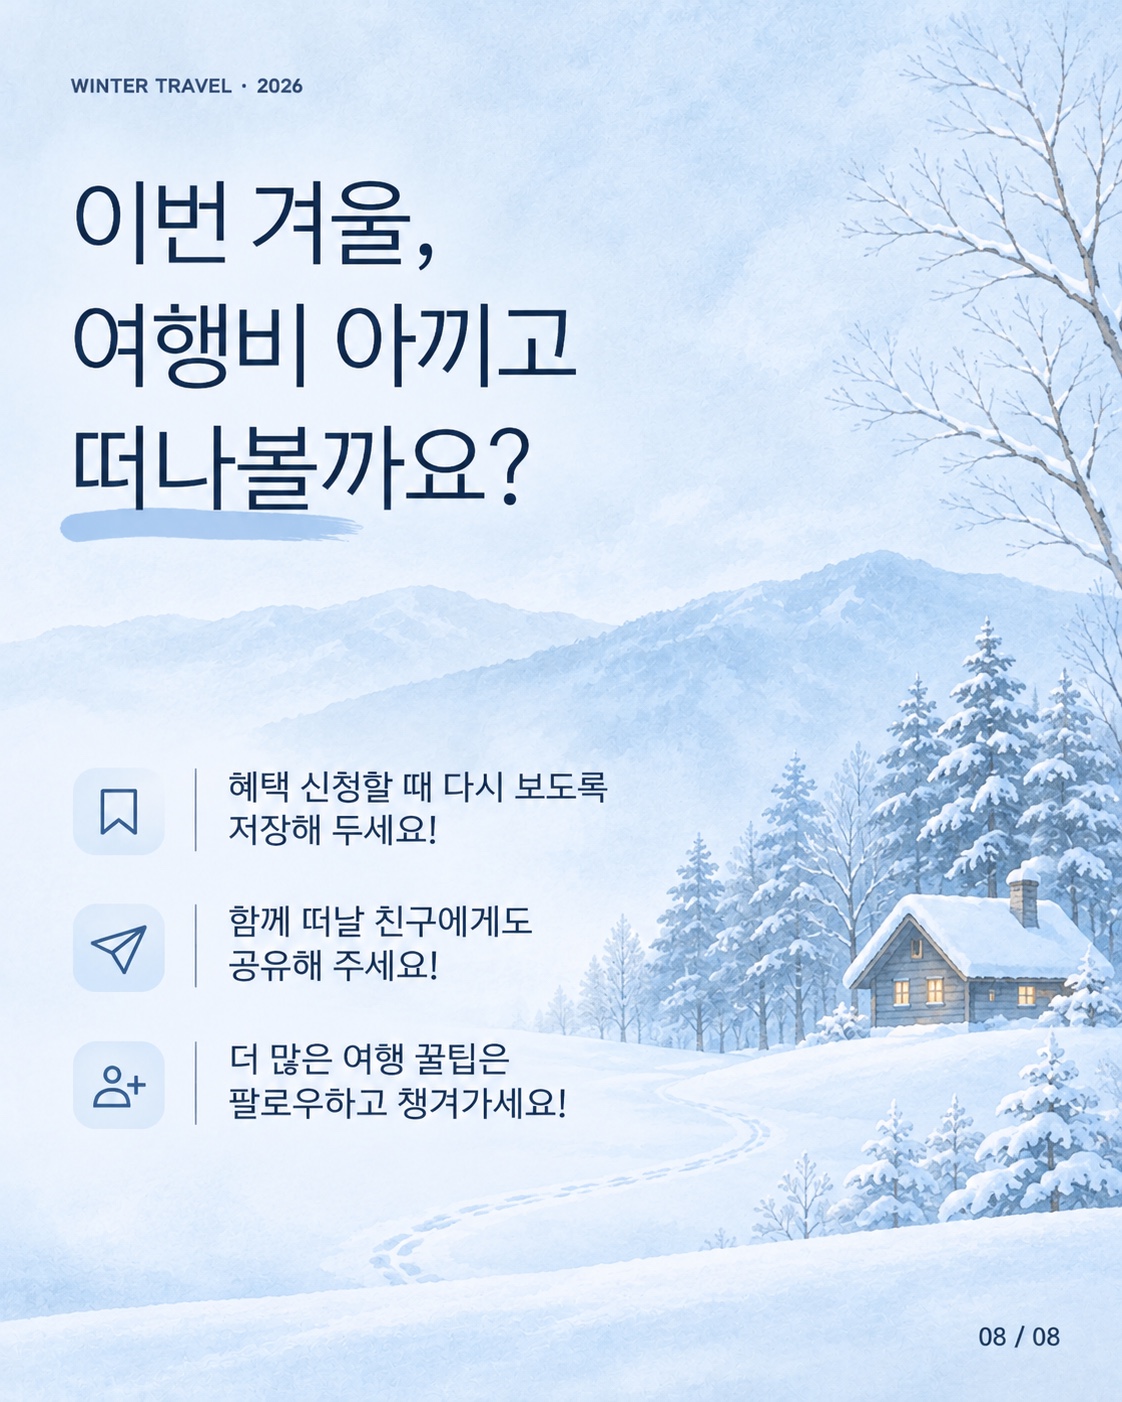 WINTER TRAVEL · 2026
이번 겨울,
여행비 아끼고
떠나볼까요?
혜택 신청할 때 다시 보도록
저장해 두세요!
함께 떠날 친구에게도
공유해 주세요!
더 많은 여행 꿀팁은
팔로우하고 챙겨가세요!
08 / 08